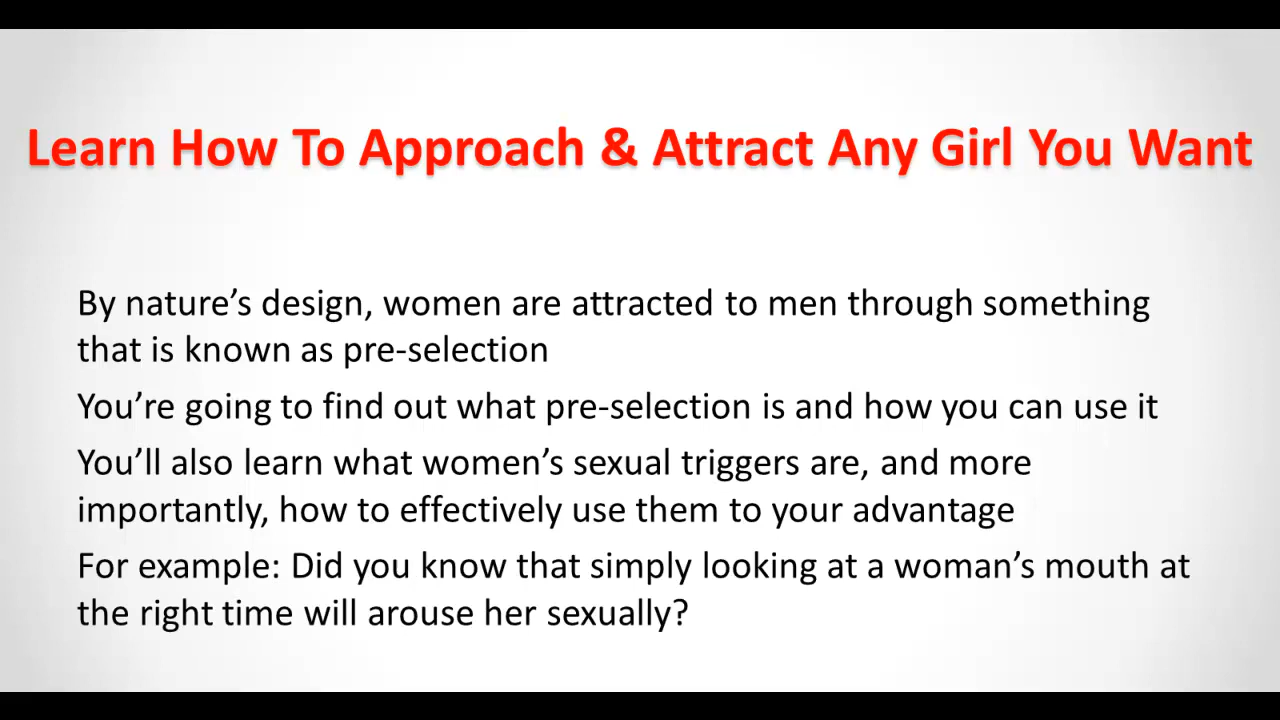 Learn How To Approach & Attract Any Girl You Want
By nature’s design, women are attracted to men through something
that is known as pre-selection
You’re going to find out what pre-selection is and how you can use it
You’ll also learn what women’s sexual triggers are, and more
importantly, how to effectively use them to your advantage
For example: Did you know that simply looking at a woman’s mouth at
the right time will arouse her sexually?